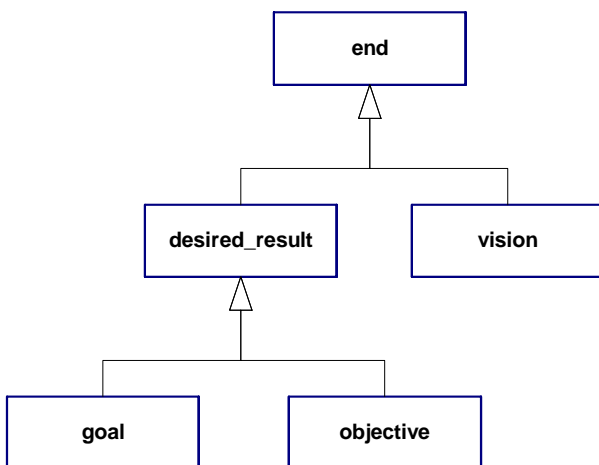 end
desired_result
vision
goal
objective